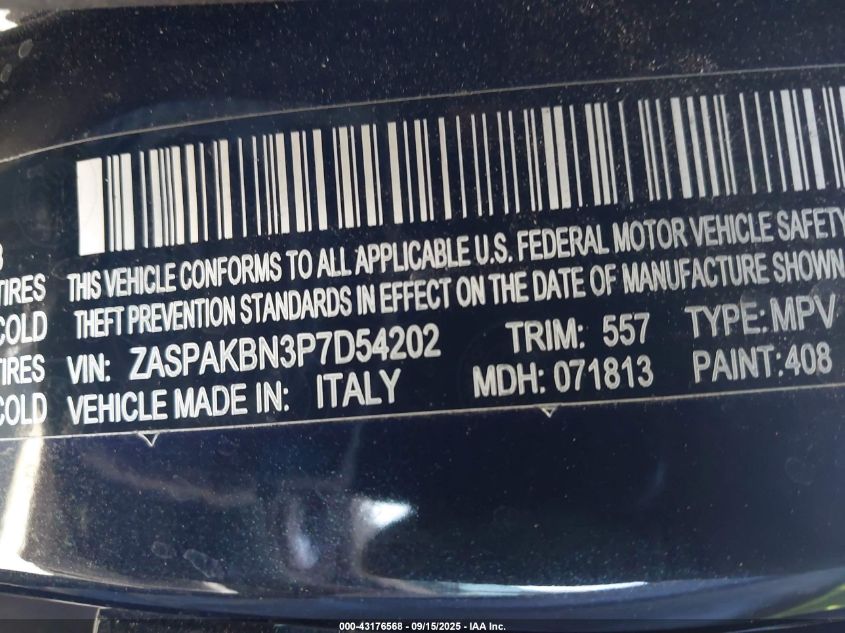 THIS VEHICLE CONFORMS TO ALL APPLICABLE U.S. FEDERAL MOTOR VEHICLE SAFETY
TIRES THEFT PREVENTION STANDARDS IN EFFECT ON THE DATE OF MANUFACTURE SHOWN
COLD VIN: ZASPAKBN3P7D54202 TRIM: 557 TYPE: MPV
TIRES VEHICLE MADE IN: ITALY MDH: 071813 PAINT: 408
COLD
000-43176568 - 09/15/2025 - IAA Inc.